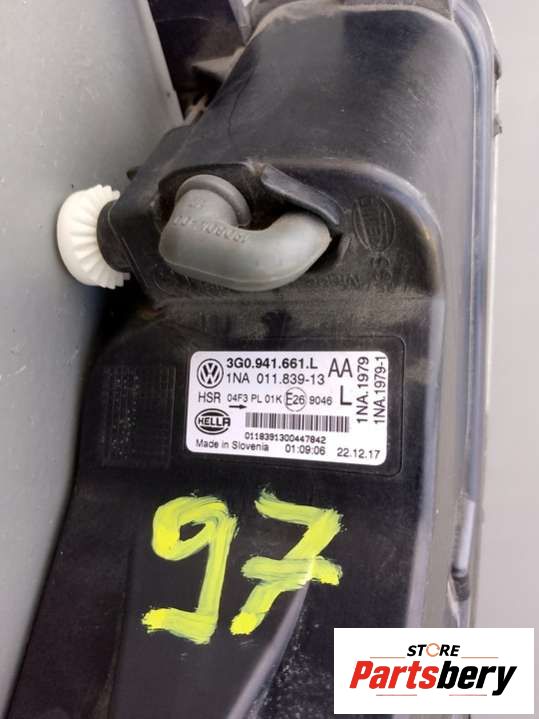 3G0.941.661.L AA
1NA 011.839-13
HSR 04F3 PL 01K E26 9046 L
HELLA
0118391300447842
Made in Slovenia 01:09:06 22.12.17
1NA.1979
1NA.1979-1
97
STORE
Partsbery